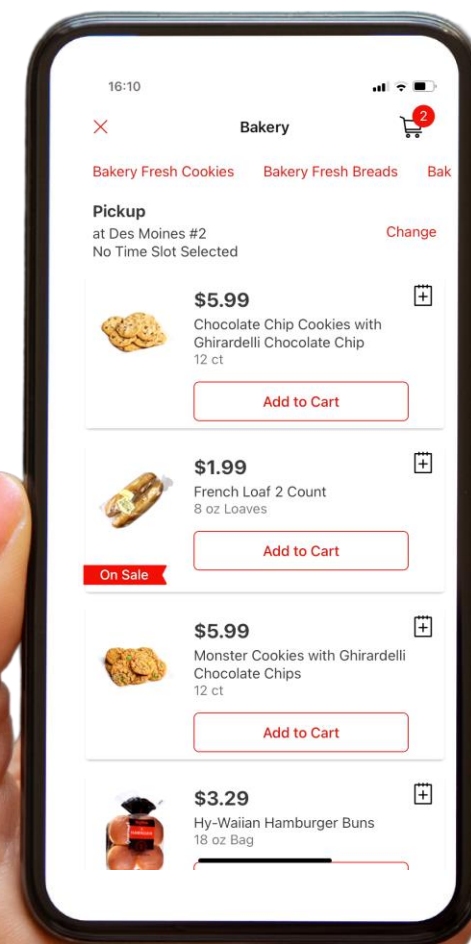 16:10
2
Bakery
Bakery Fresh Cookies Bakery Fresh Breads Bak
Pickup
at Des Moines #2
Change
No Time Slot Selected
$5.99
Chocolate Chip Cookies with
Ghirardelli Chocolate Chip
12 ct
Add to Cart
$1.99
French Loaf 2 Count
8 oz Loaves
Add to Cart
On Sale
$5.99
Monster Cookies with Ghirardelli
Chocolate Chips
12 ct
Add to Cart
$3.29
Hy-Waiian Hamburger Buns
18 oz Bag